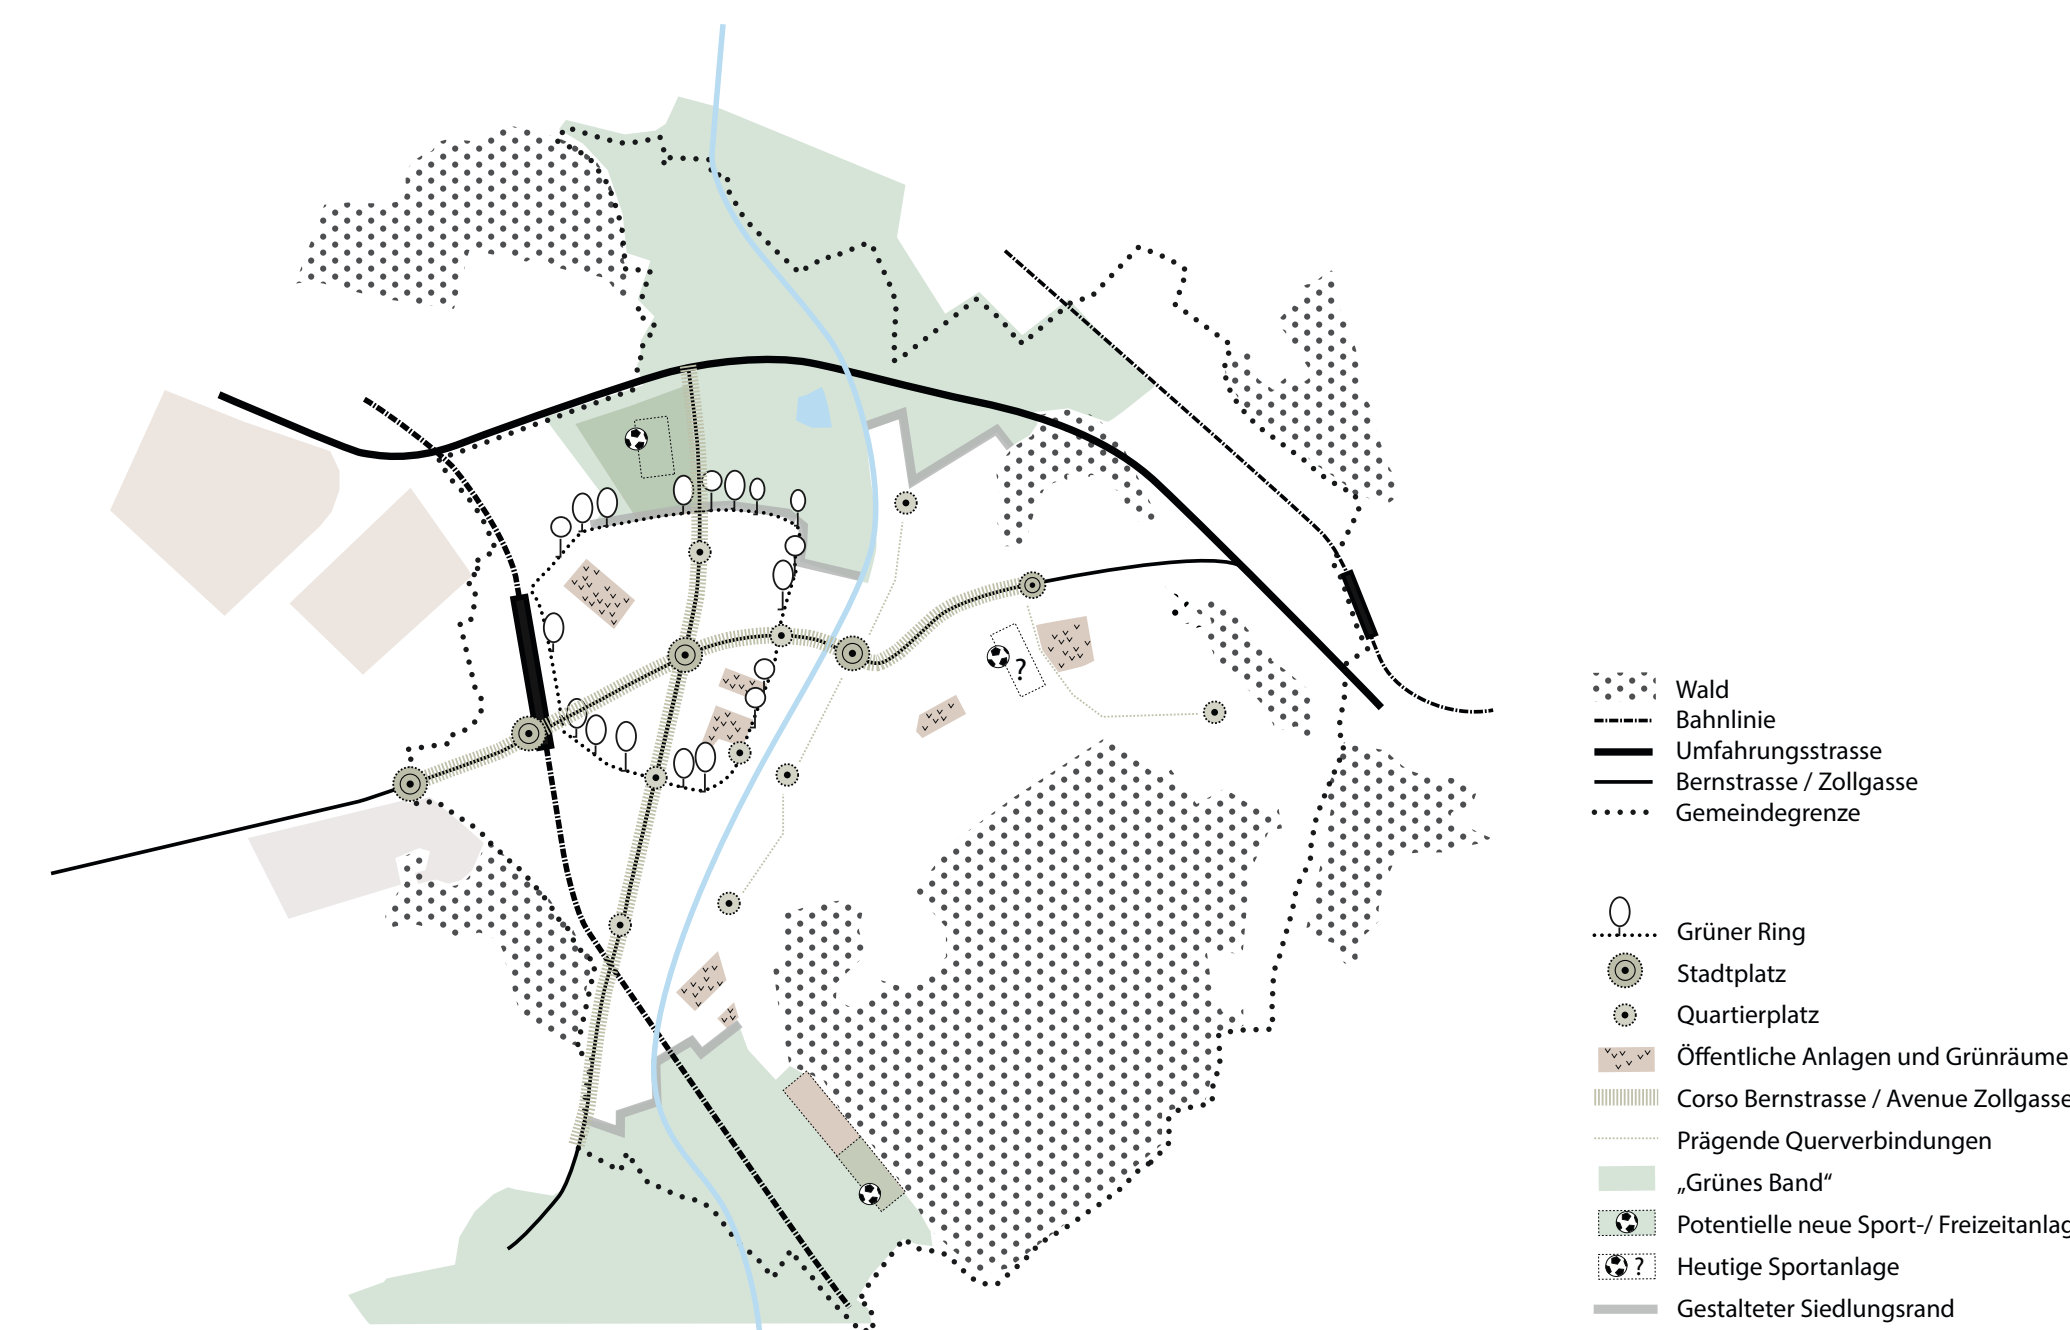 ?
Wald
Bahnlinie
Umfahrungsstrasse
Bernstrasse / Zollgasse
Gemeindegrenze
Grüner Ring
Stadtplatz
Quartierplatz
Öffentliche Anlagen und Grünräume
Corso Bernstrasse / Avenue Zollgasse
Prägende Querverbindungen
„Grünes Band“
Potentielle neue Sport-/ Freizeitanlag
? Heutige Sportanlage
Gestalteter Siedlungsrand